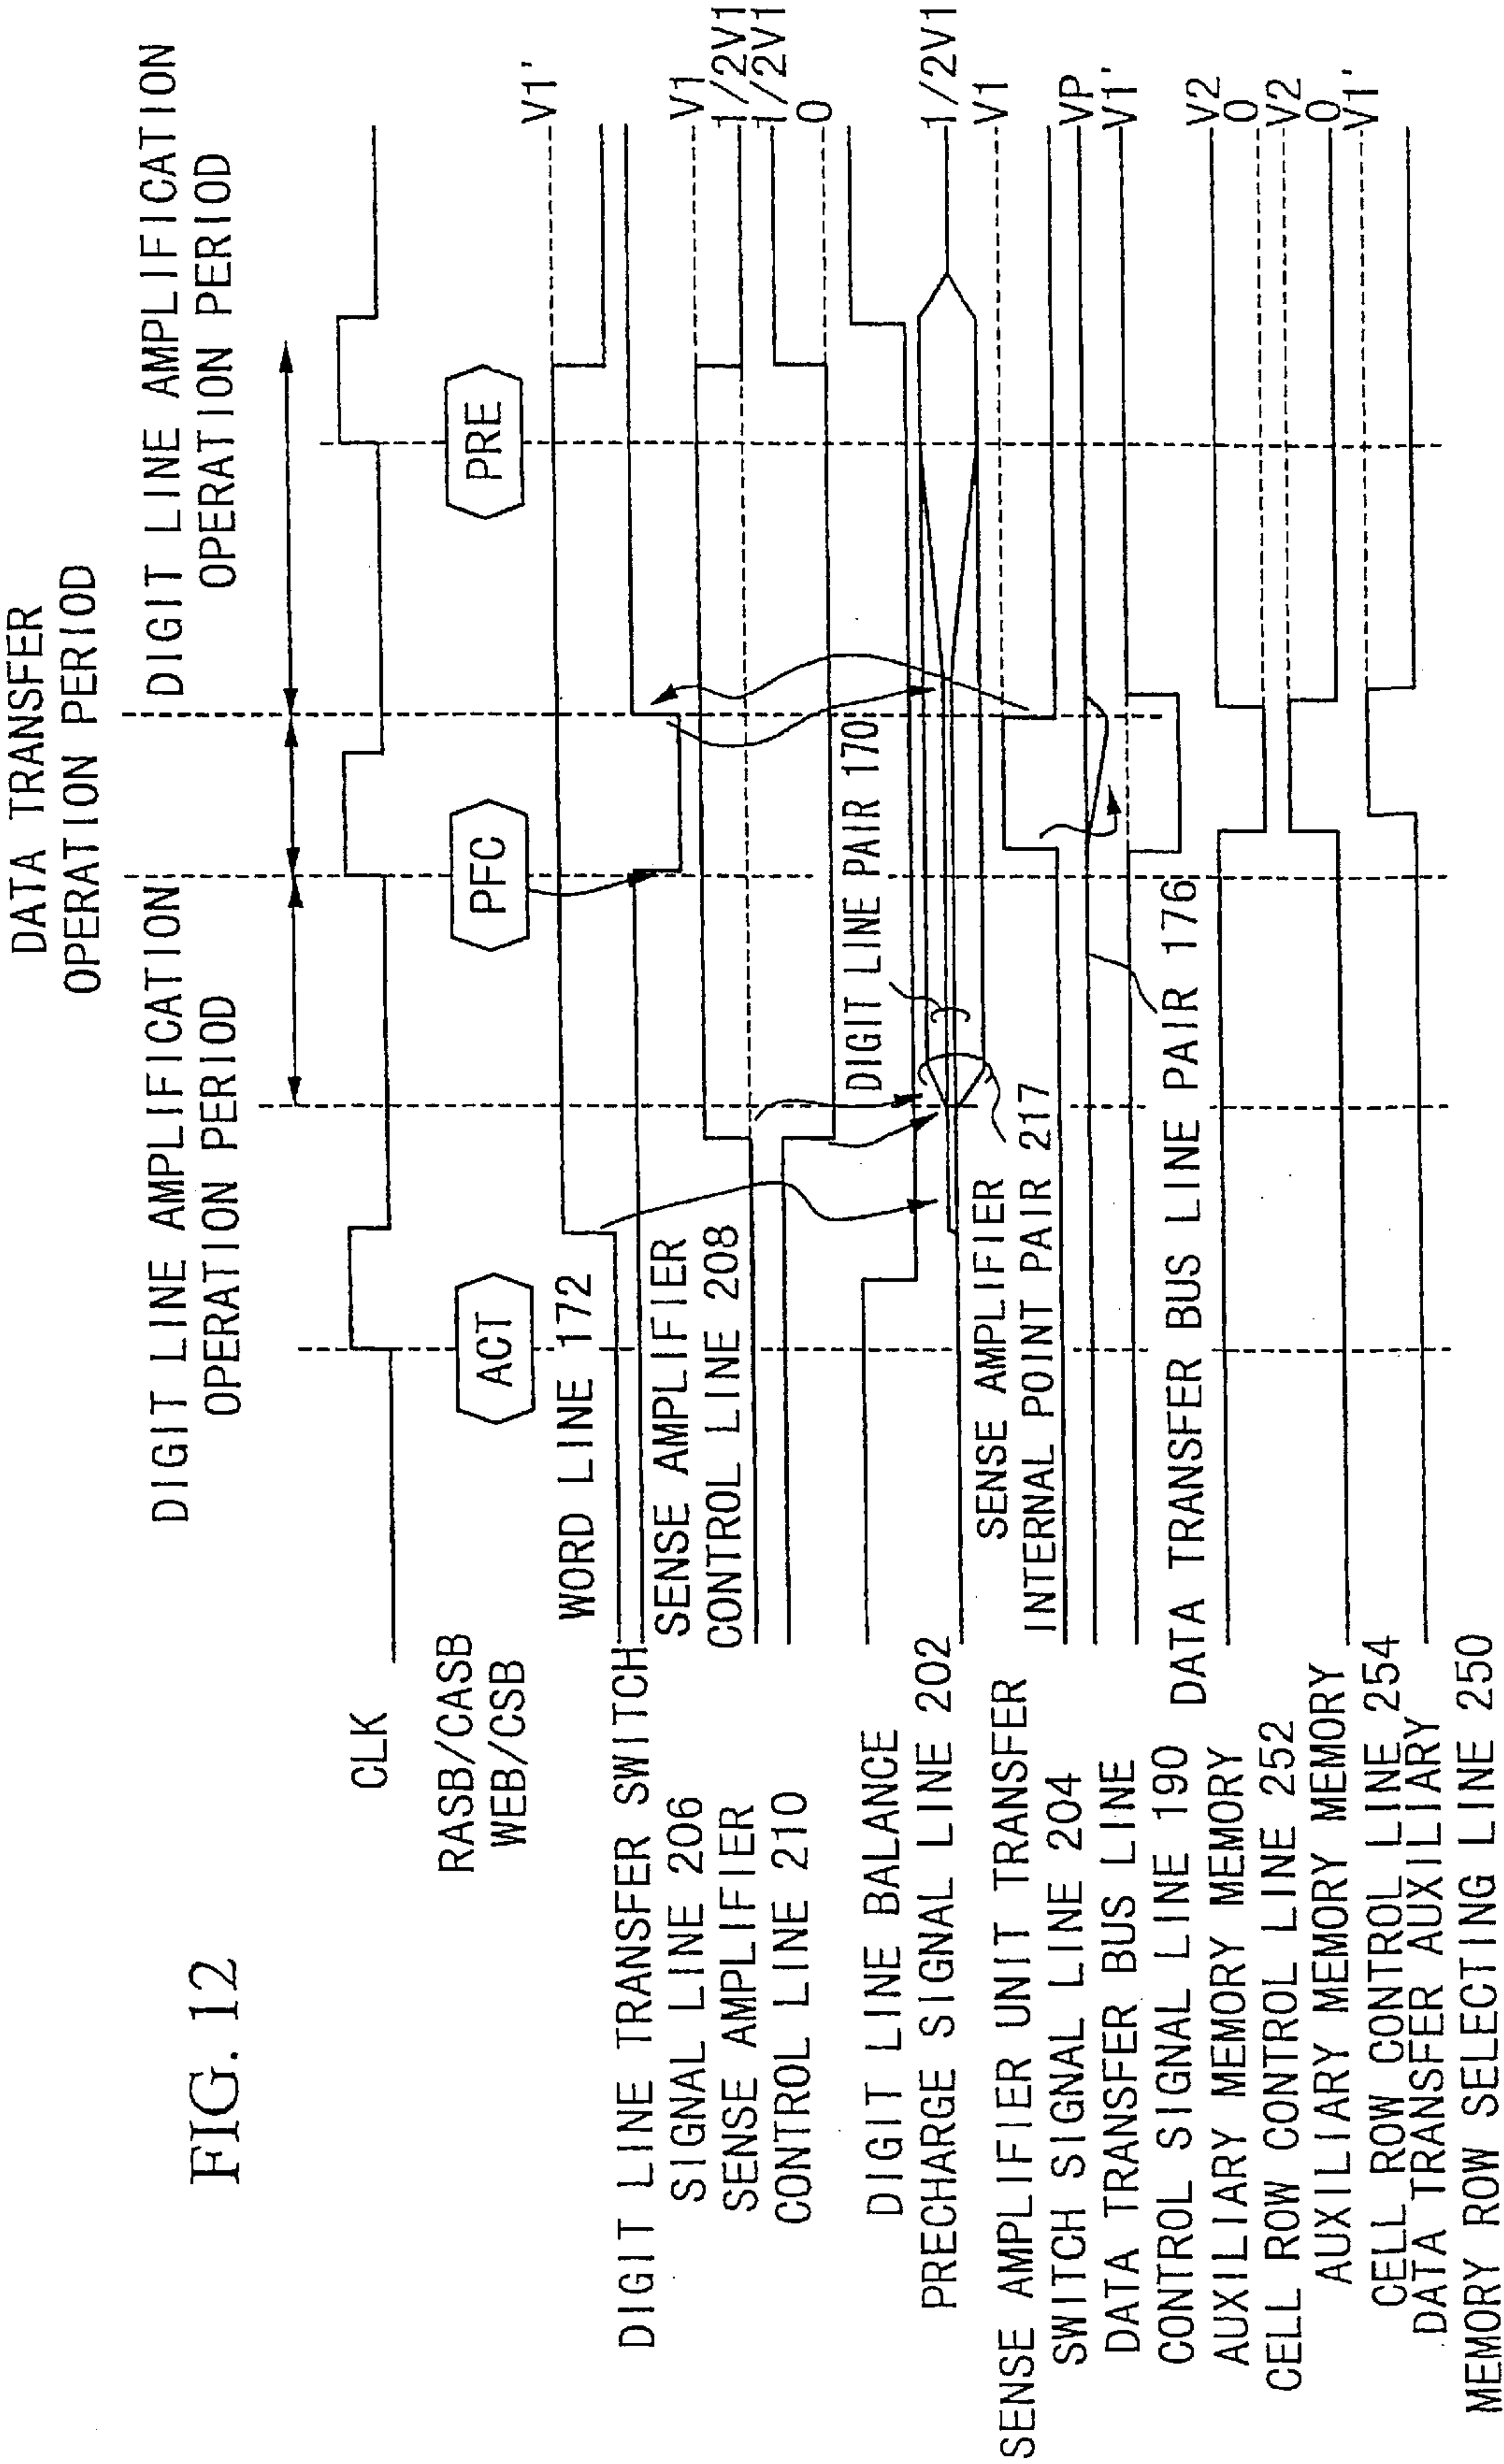 FIG. 12
DATA TRANSFER
OPERATION PERIOD
DIGIT LINE AMPLIFICATION
OPERATION PERIOD
DIGIT LINE AMPLIFICATION
OPERATION PERIOD
CLK
RASB/CASB
WEB/CSB
ACT
PFC
PRE
WORD LINE 172
V1'
DIGIT LINE TRANSFER SWITCH
SIGNAL LINE 206
SENSE AMPLIFIER
CONTROL LINE 208
V1
1/2V1
SENSE AMPLIFIER
CONTROL LINE 210
1/2V1
0
DIGIT LINE BALANCE
PRECHARGE SIGNAL LINE 202
DIGIT LINE PAIR 170
1/2V1
SENSE AMPLIFIER
INTERNAL POINT PAIR 217
V1
SENSE AMPLIFIER UNIT TRANSFER
SWITCH SIGNAL LINE 204
VP
DATA TRANSFER BUS LINE
CONTROL SIGNAL LINE 190
V1'
DATA TRANSFER BUS LINE PAIR 176
AUXILIARY MEMORY MEMORY
CELL ROW CONTROL LINE 252
V2
0
AUXILIARY MEMORY MEMORY
CELL ROW CONTROL LINE 254
V2
0
DATA TRANSFER AUXILIARY
MEMORY ROW SELECTING LINE 250
V1'